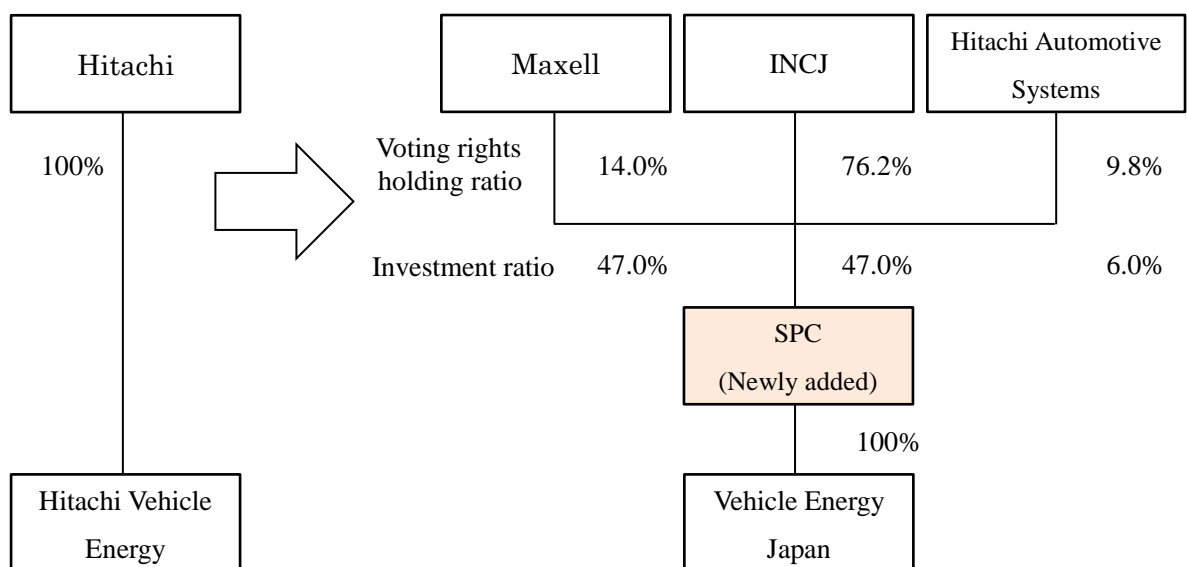 Hitachi
Maxell
INCJ
Hitachi Automotive
Systems
100%
Voting rights
holding ratio
14.0%
76.2%
9.8%
Investment ratio
47.0%
47.0%
6.0%
SPC
(Newly added)
100%
Hitachi Vehicle
Energy
Vehicle Energy
Japan